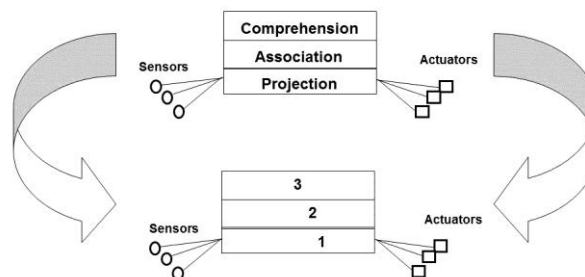 Comprehension
Association
Projection
Sensors
Actuators
3
2
1
Sensors
Actuators